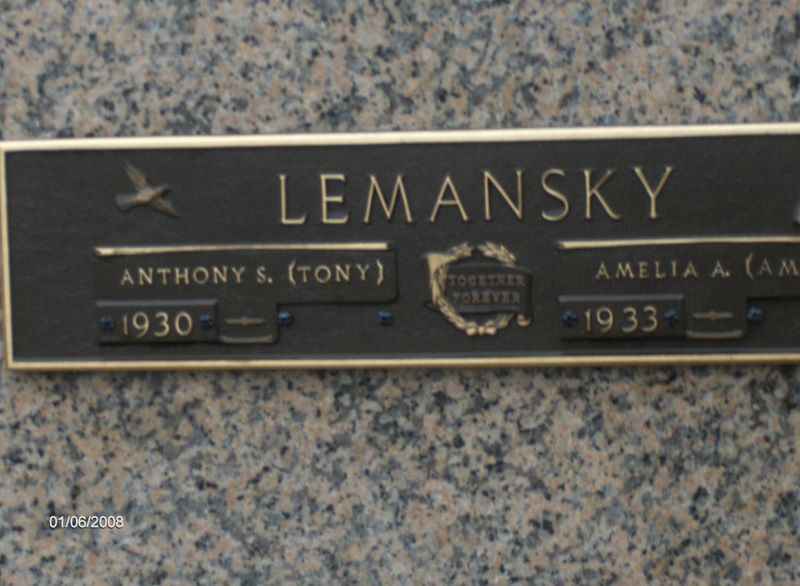 LEMANSKY
ANTHONY S. (TONY)
1930
TOGETHER
FOREVER
AMELIA A. (AM
1933
01/06/2008